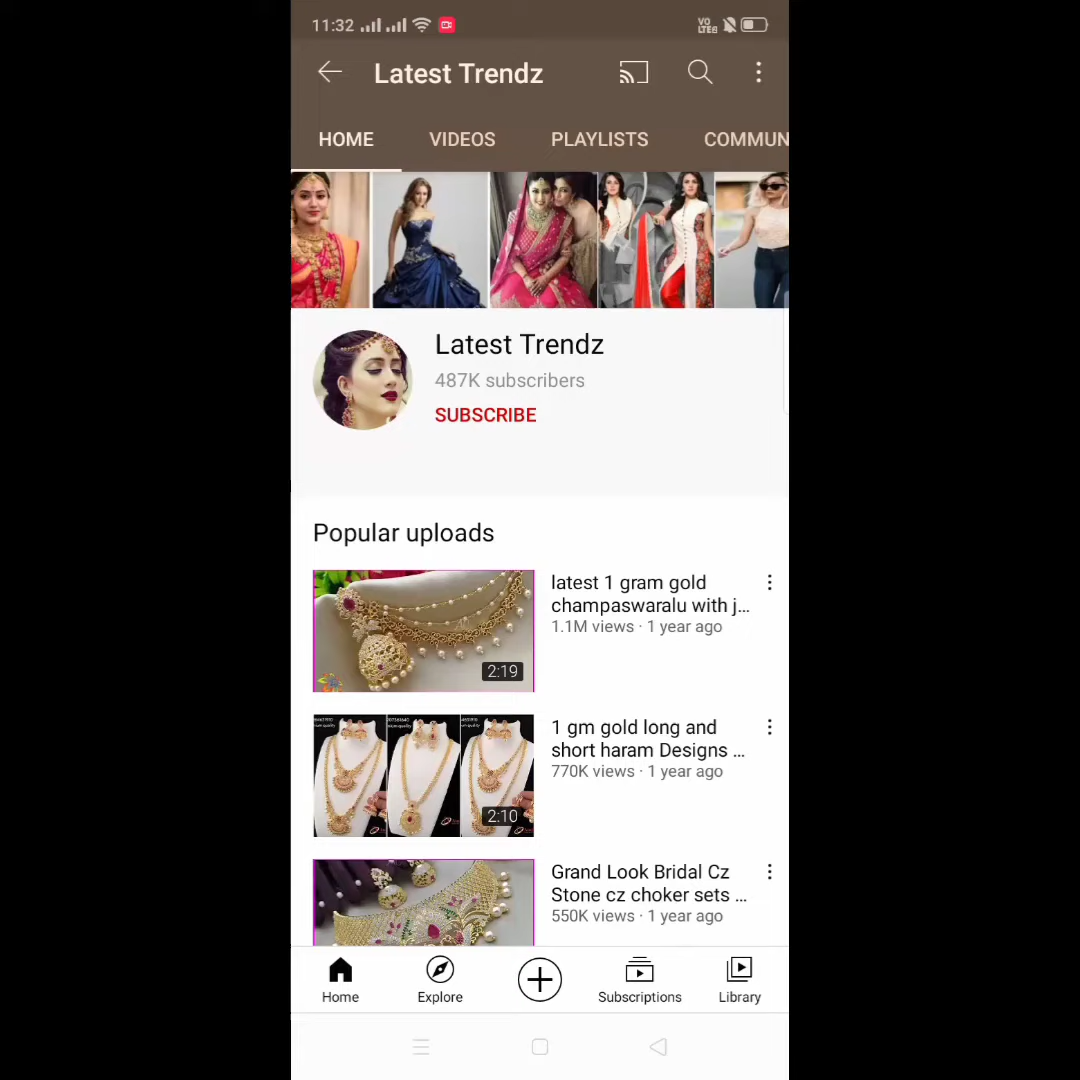 11:32
VO LTE
Latest Trendz
HOME VIDEOS PLAYLISTS COMMUN
Latest Trendz
487K subscribers
SUBSCRIBE
Popular uploads
latest 1 gram gold
champaswaralu with j...
1.1M views · 1 year ago
2:19
1 gm gold long and
short haram Designs ...
770K views · 1 year ago
2:10
Grand Look Bridal Cz
Stone cz choker sets ...
550K views · 1 year ago
Home Explore Subscriptions Library